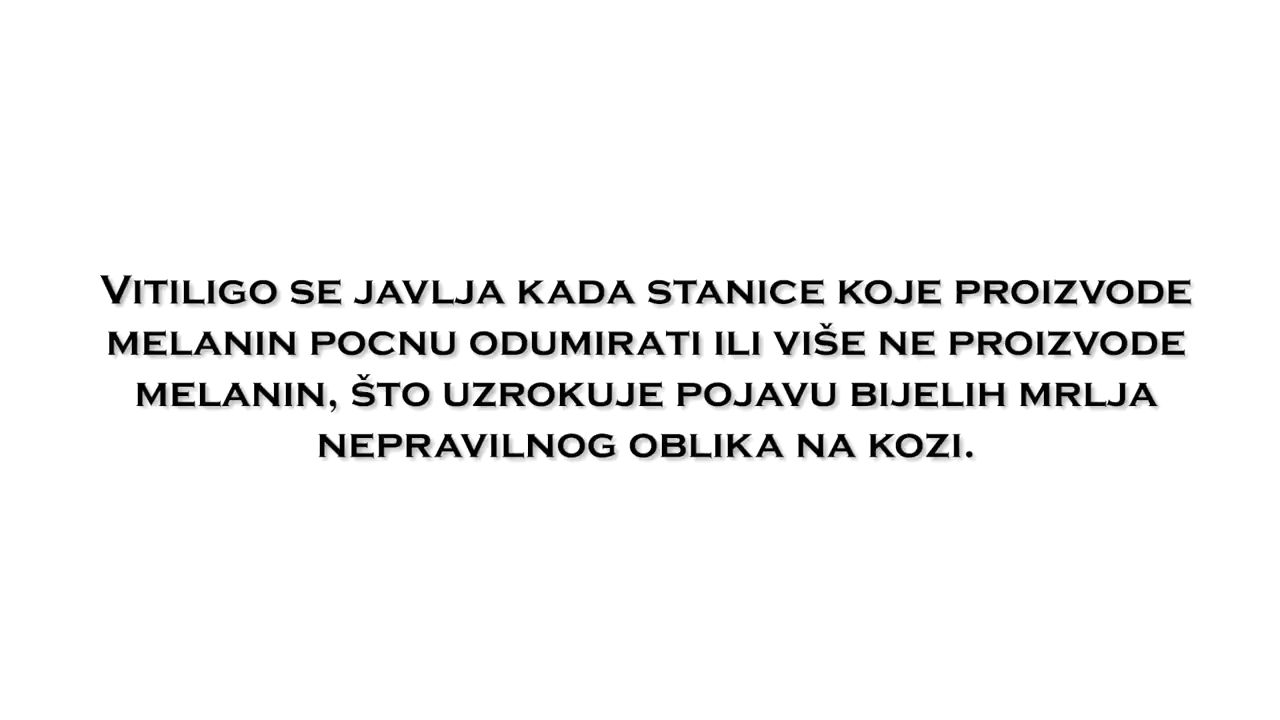 Vitiligo se javlja kada stanice koje proizvode
melanin pocnu odumirati ili više ne proizvode
melanin, što uzrokuje pojavu bijelih mrlja
nepravilnog oblika na kozi.